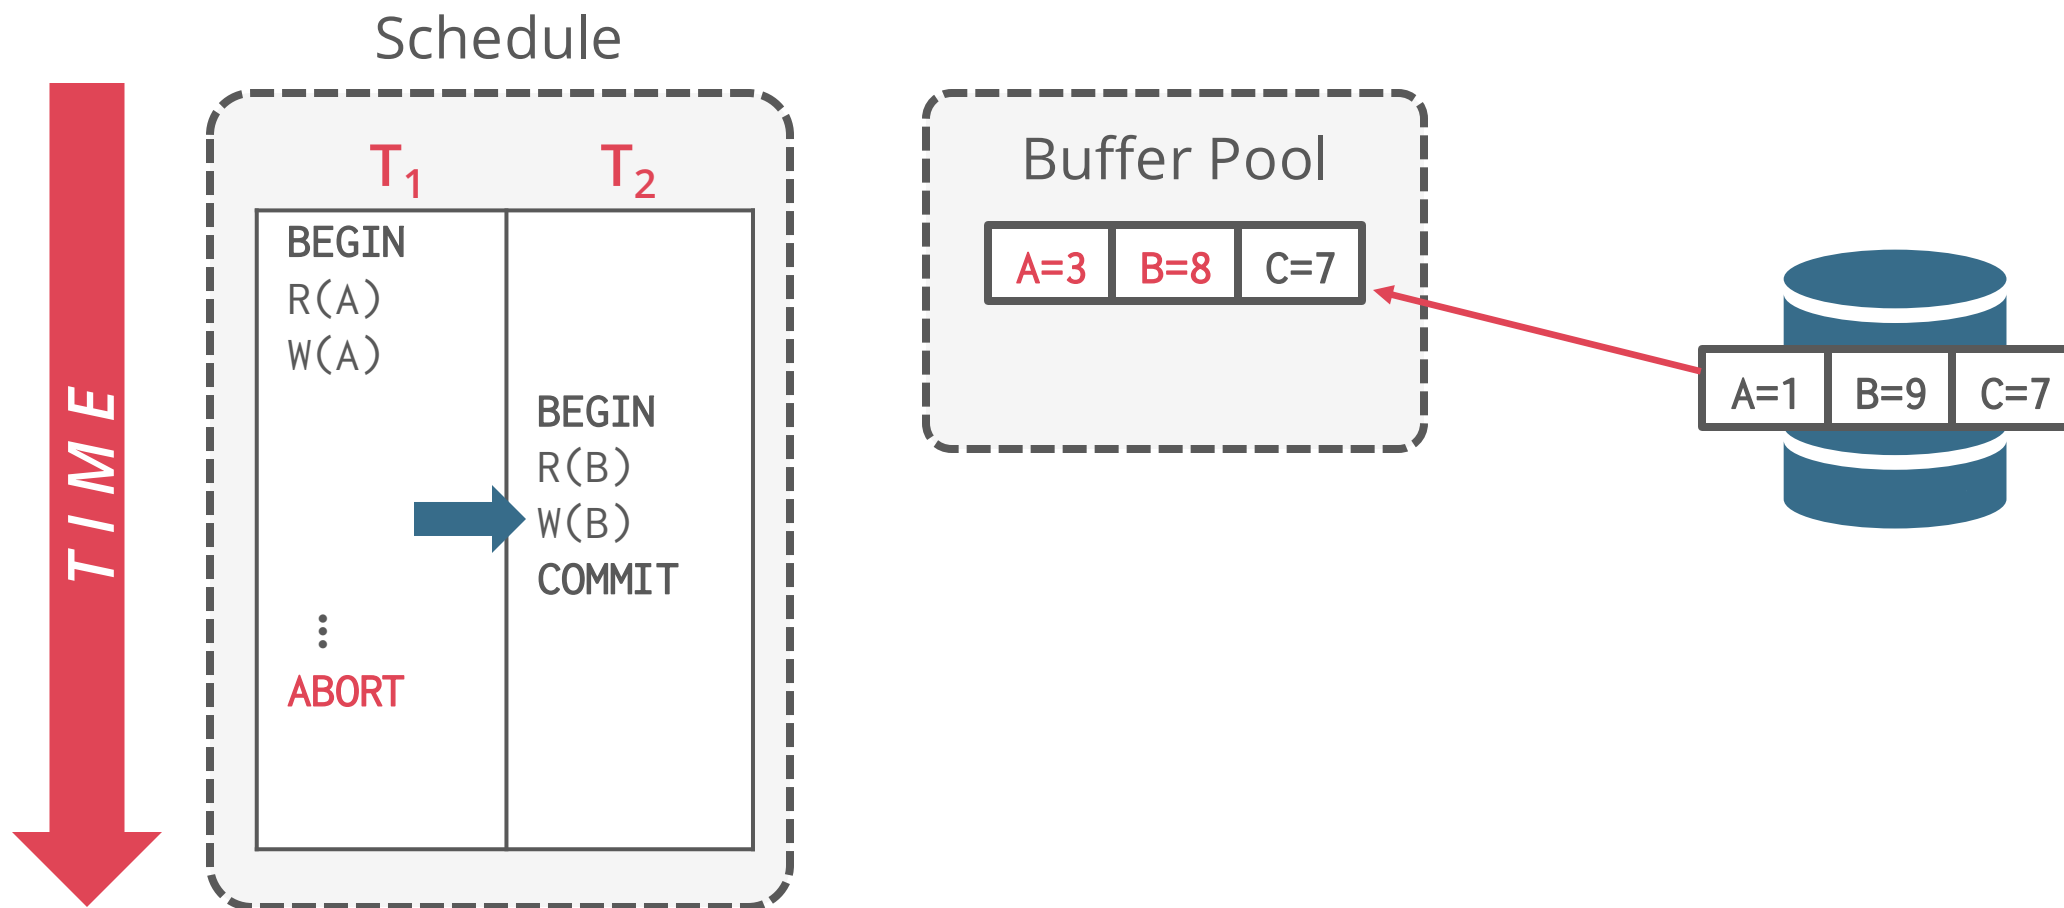 Schedule
TIME
T1 T2
BEGIN
R(A)
W(A)
BEGIN
R(B)
W(B)
COMMIT
⋮
ABORT
Buffer Pool
A=3 B=8 C=7
A=1 B=9 C=7